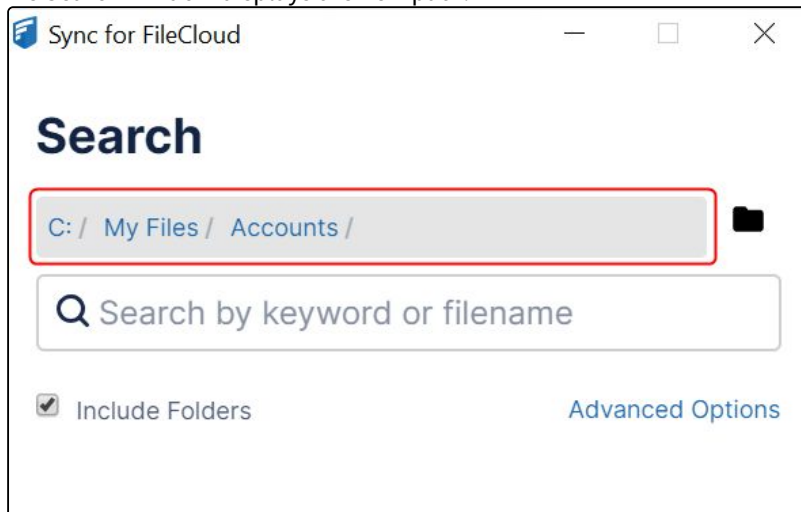 Sync for FileCloud
Search
C: / My Files / Accounts /
Search by keyword or filename
Include Folders
Advanced Options